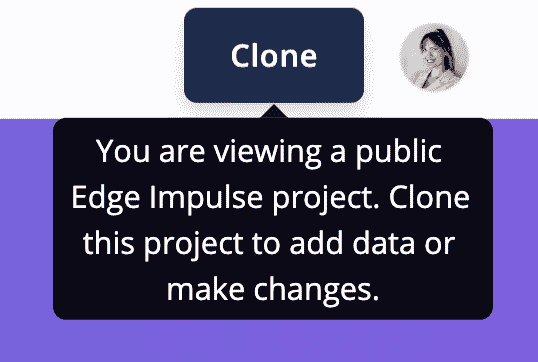 Clone
You are viewing a public
Edge Impulse project. Clone
this project to add data or
make changes.